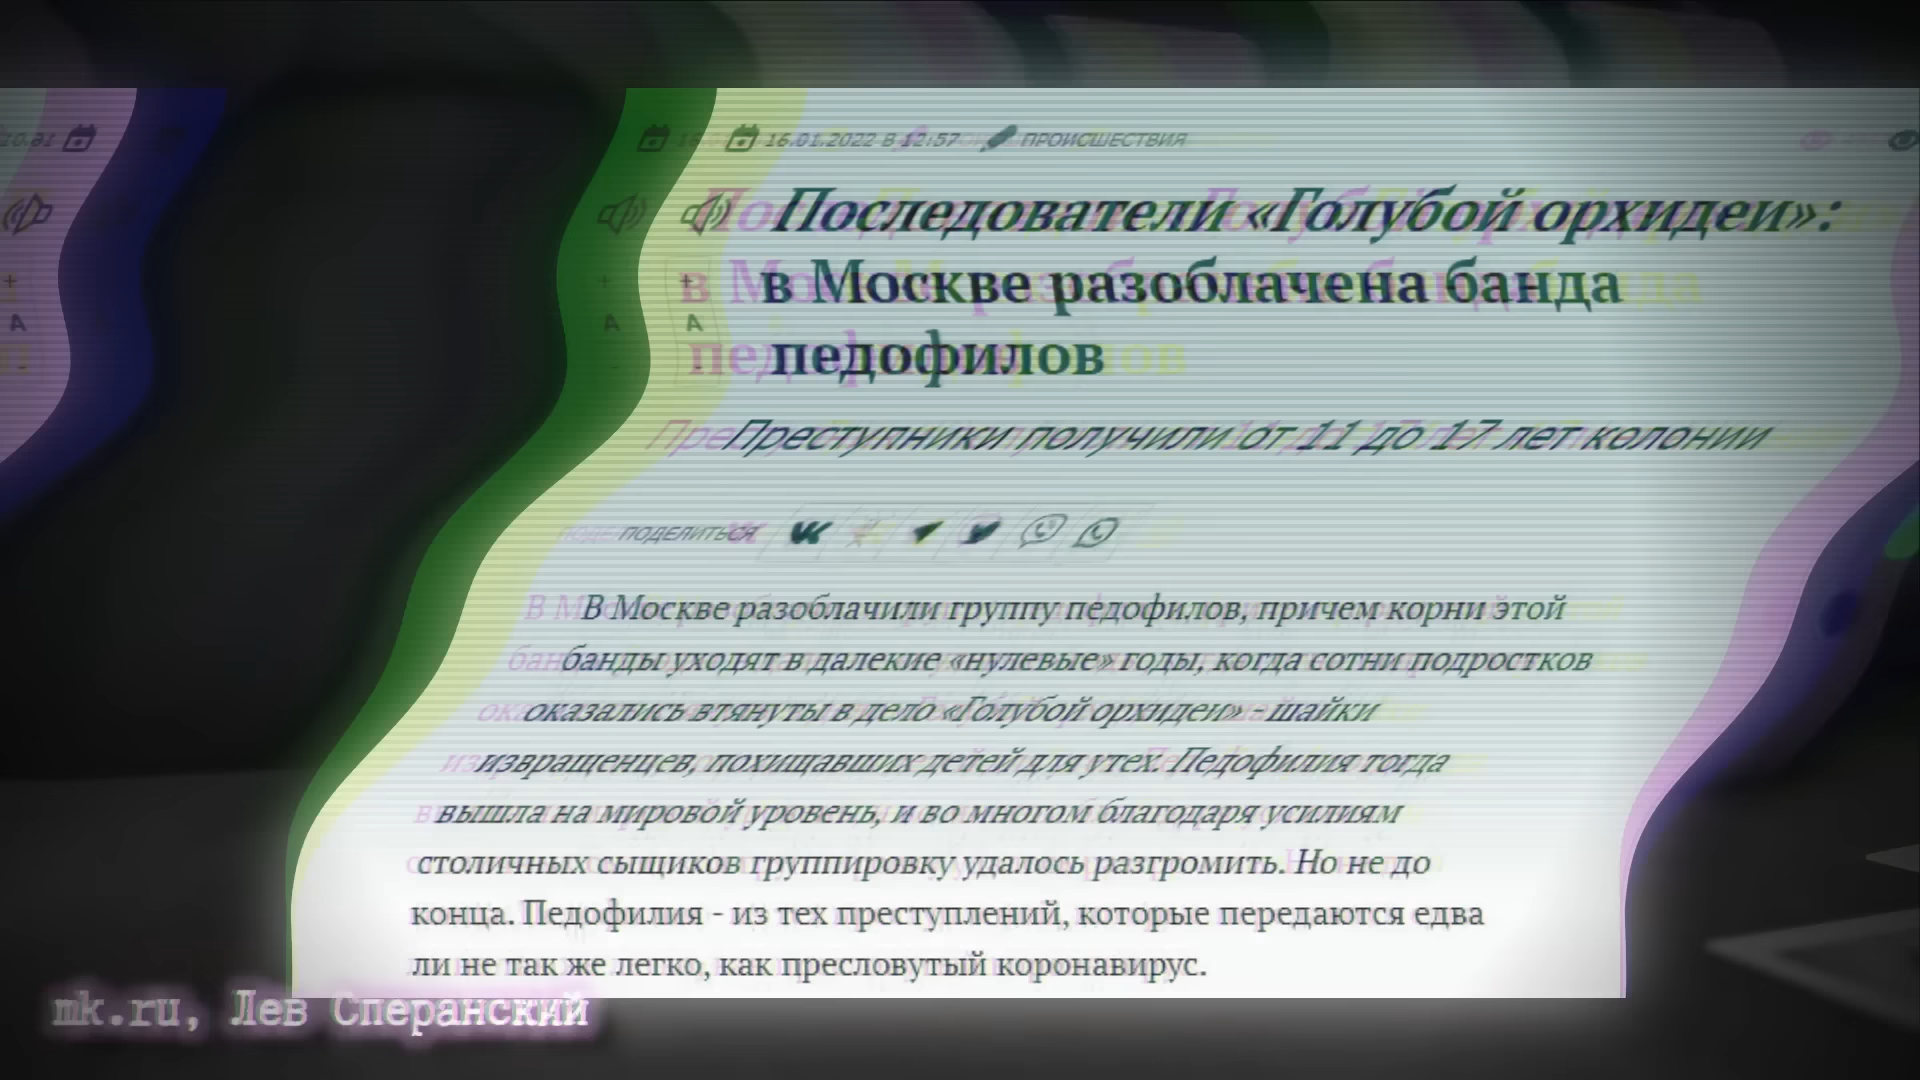 16.01.2022 В 12:57 ПРОИСШЕСТВИЯ
Последователи «Голубой орхидеи»:
в Москве разоблачена банда
педофилов
Преступники получили от 11 до 17 лет колонии
ПОДЕЛИТЬСЯ
В Москве разоблачили группу педофилов, причем корни этой
банды уходят в далекие «нулевые» годы, когда сотни подростков
оказались втянуты в дело «Голубой орхидеи» - шайки
извращенцев, похищавших детей для утех. Педофилия тогда
вышла на мировой уровень, и во многом благодаря усилиям
столичных сыщиков группировку удалось разгромить. Но не до
конца. Педофилия - из тех преступлений, которые передаются едва
ли не так же легко, как пресловутый коронавирус.
mk.ru, Лев Сперанский